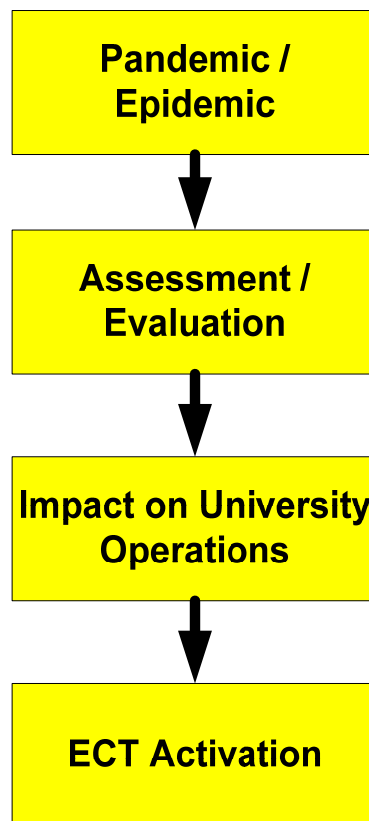 Pandemic /
Epidemic
Assessment /
Evaluation
Impact on University
Operations
ECT Activation